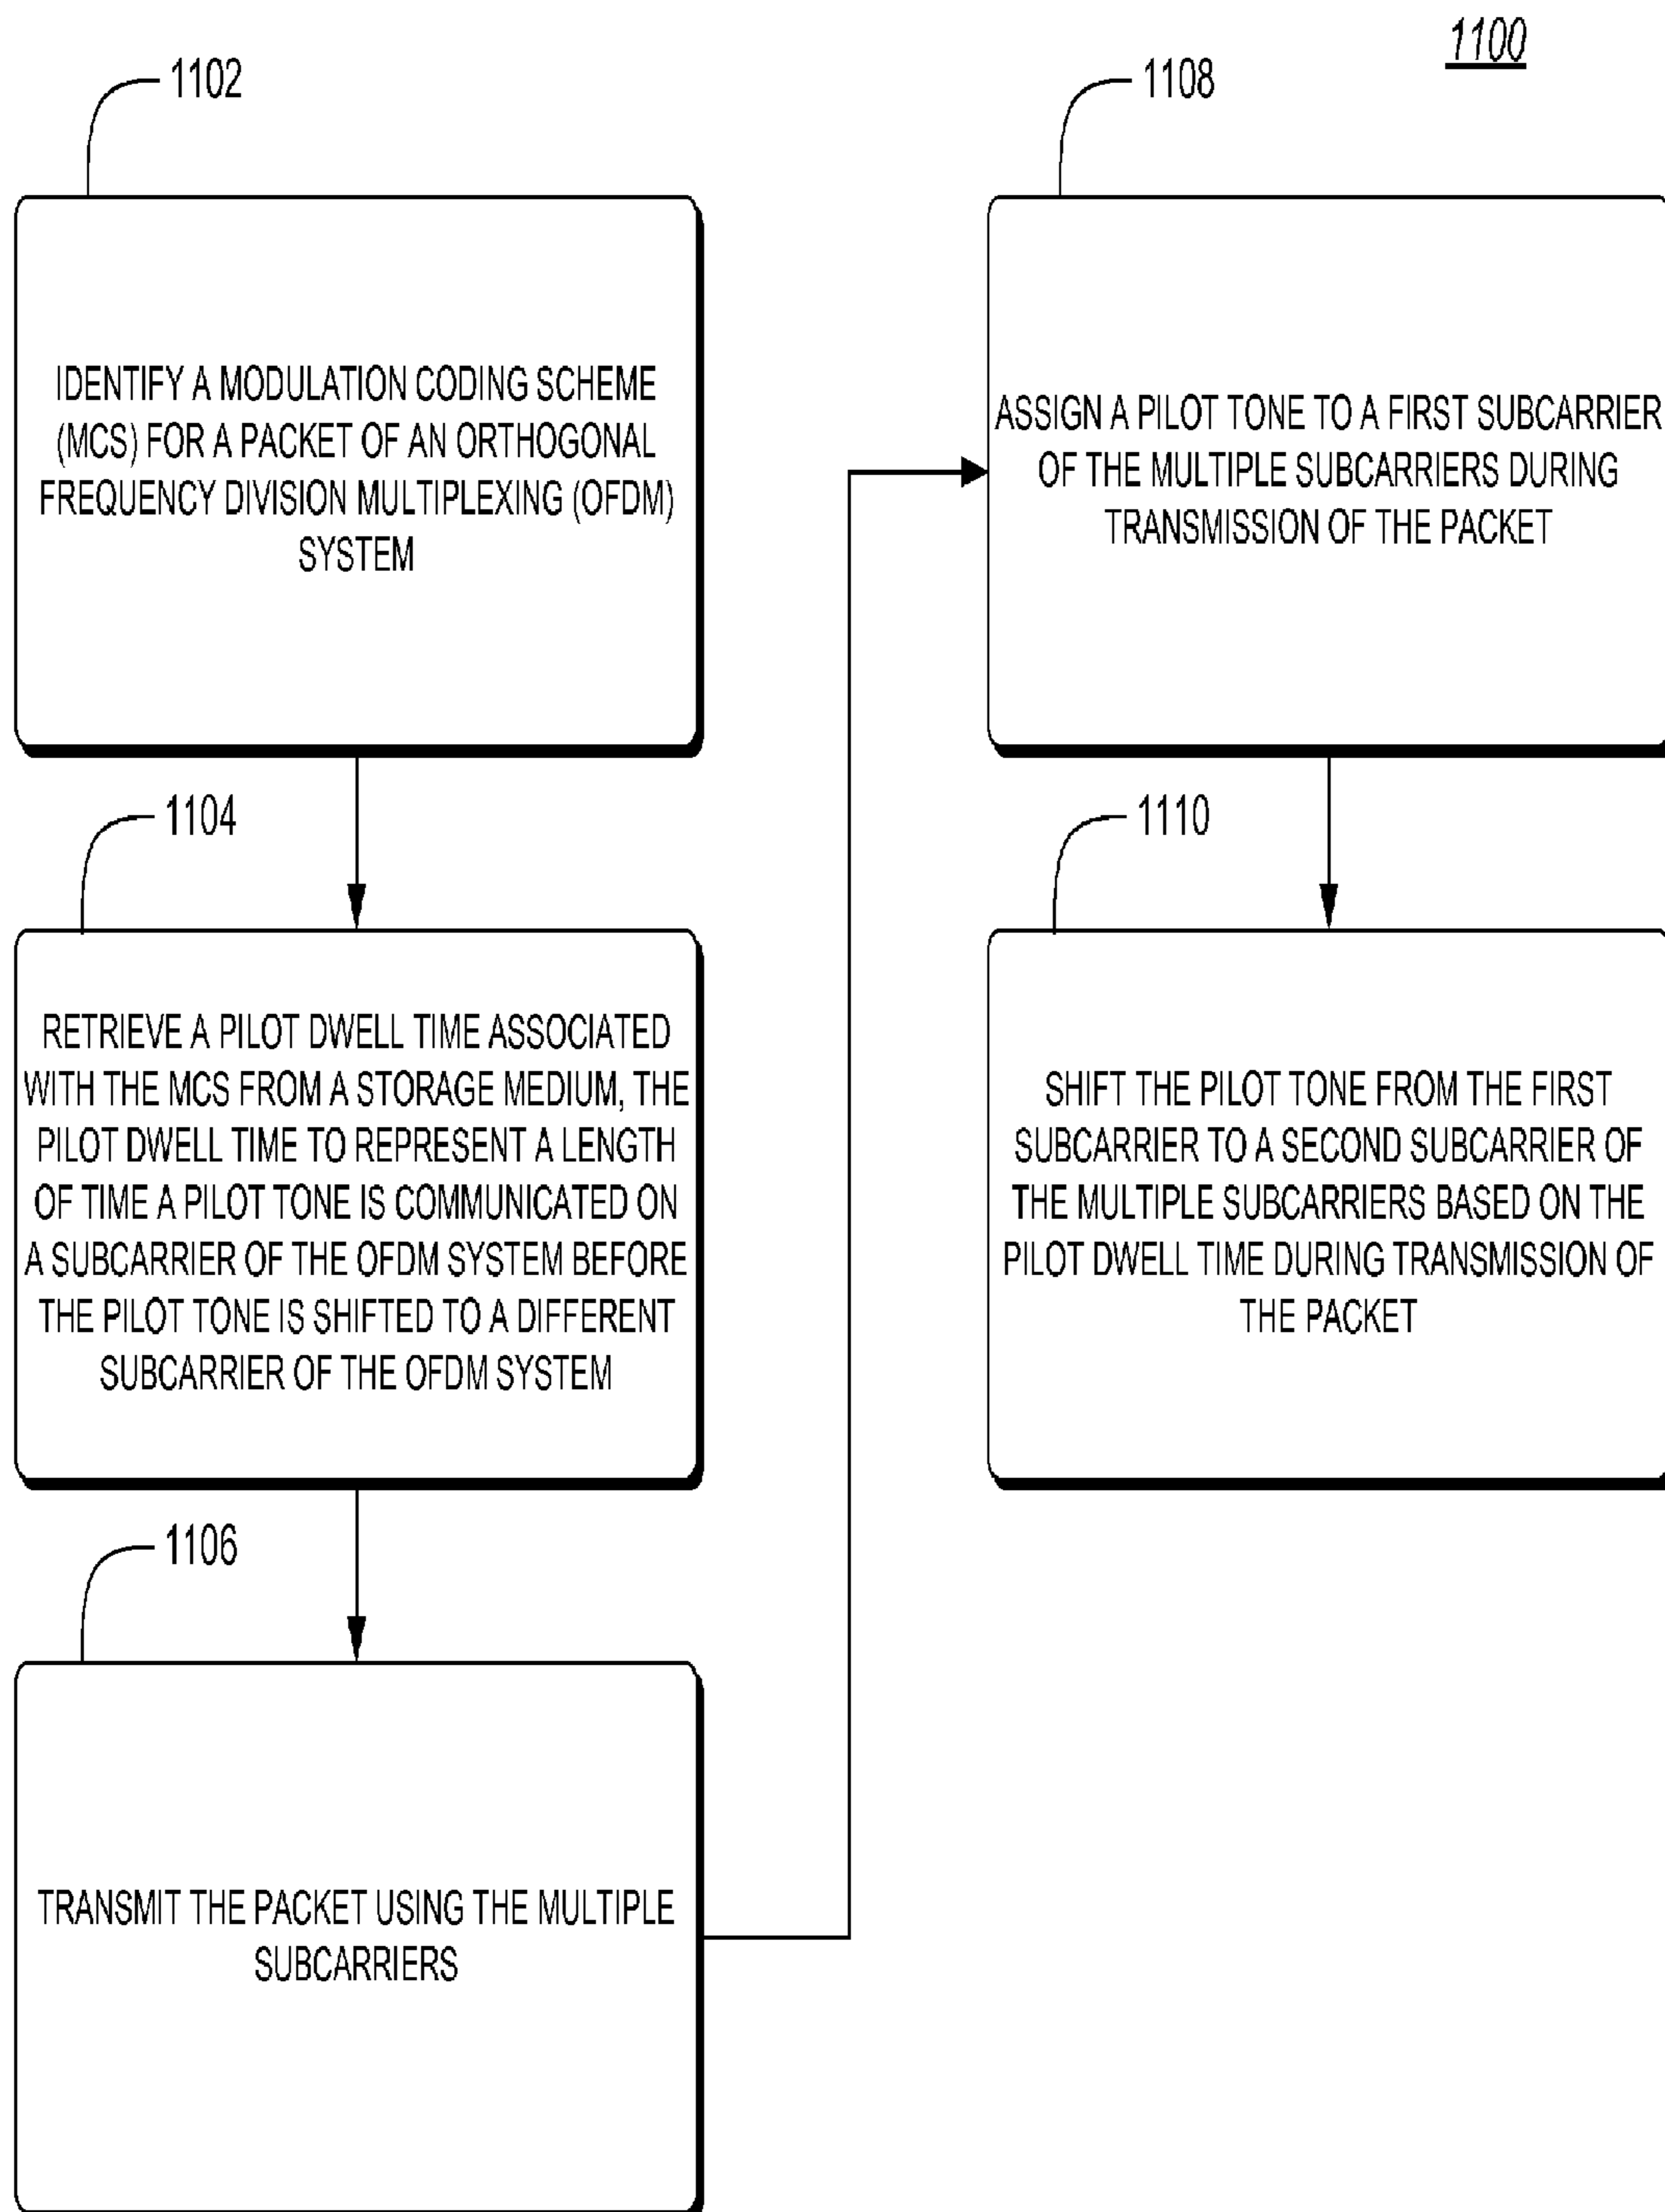 1100
1102
IDENTIFY A MODULATION CODING SCHEME
(MCS) FOR A PACKET OF AN ORTHOGONAL
FREQUENCY DIVISION MULTIPLEXING (OFDM)
SYSTEM
1104
RETRIEVE A PILOT DWELL TIME ASSOCIATED
WITH THE MCS FROM A STORAGE MEDIUM, THE
PILOT DWELL TIME TO REPRESENT A LENGTH
OF TIME A PILOT TONE IS COMMUNICATED ON
A SUBCARRIER OF THE OFDM SYSTEM BEFORE
THE PILOT TONE IS SHIFTED TO A DIFFERENT
SUBCARRIER OF THE OFDM SYSTEM
1106
TRANSMIT THE PACKET USING THE MULTIPLE
SUBCARRIERS
1108
ASSIGN A PILOT TONE TO A FIRST SUBCARRIER
OF THE MULTIPLE SUBCARRIERS DURING
TRANSMISSION OF THE PACKET
1110
SHIFT THE PILOT TONE FROM THE FIRST
SUBCARRIER TO A SECOND SUBCARRIER OF
THE MULTIPLE SUBCARRIERS BASED ON THE
PILOT DWELL TIME DURING TRANSMISSION OF
THE PACKET